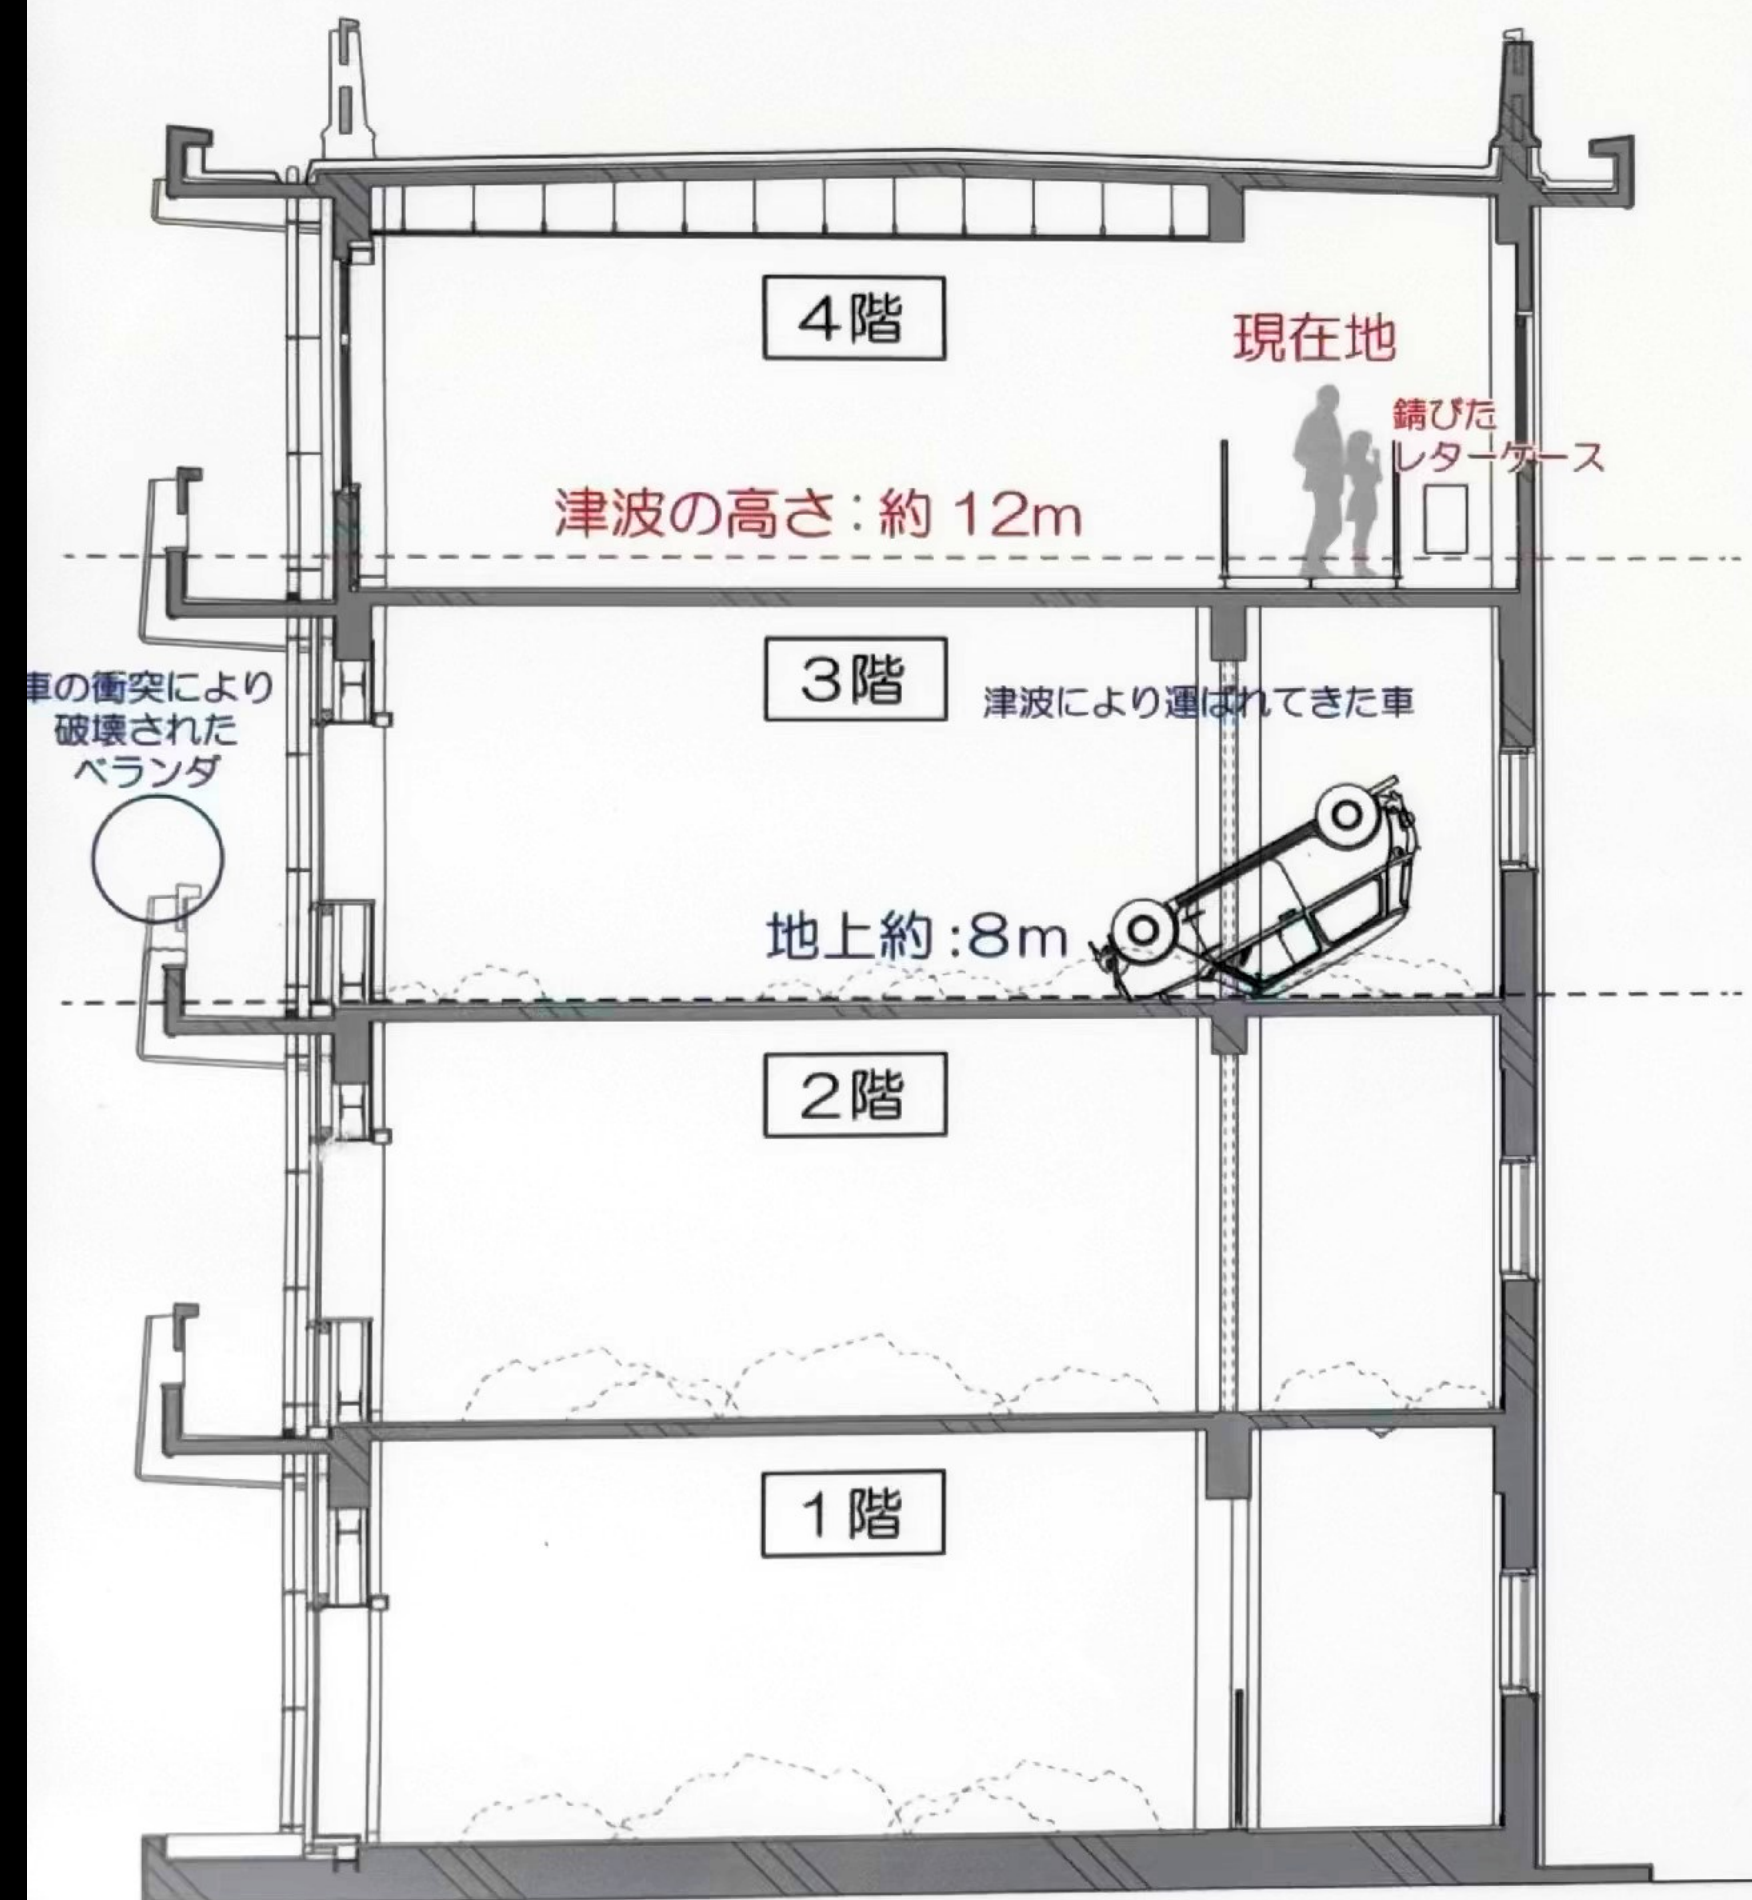 4階
現在地
錆びた
レターケース
津波の高さ：約 12m
3階
車の衝突により
破壊された
ベランダ
津波により運ばれてきた車
地上約:8m
2階
1階